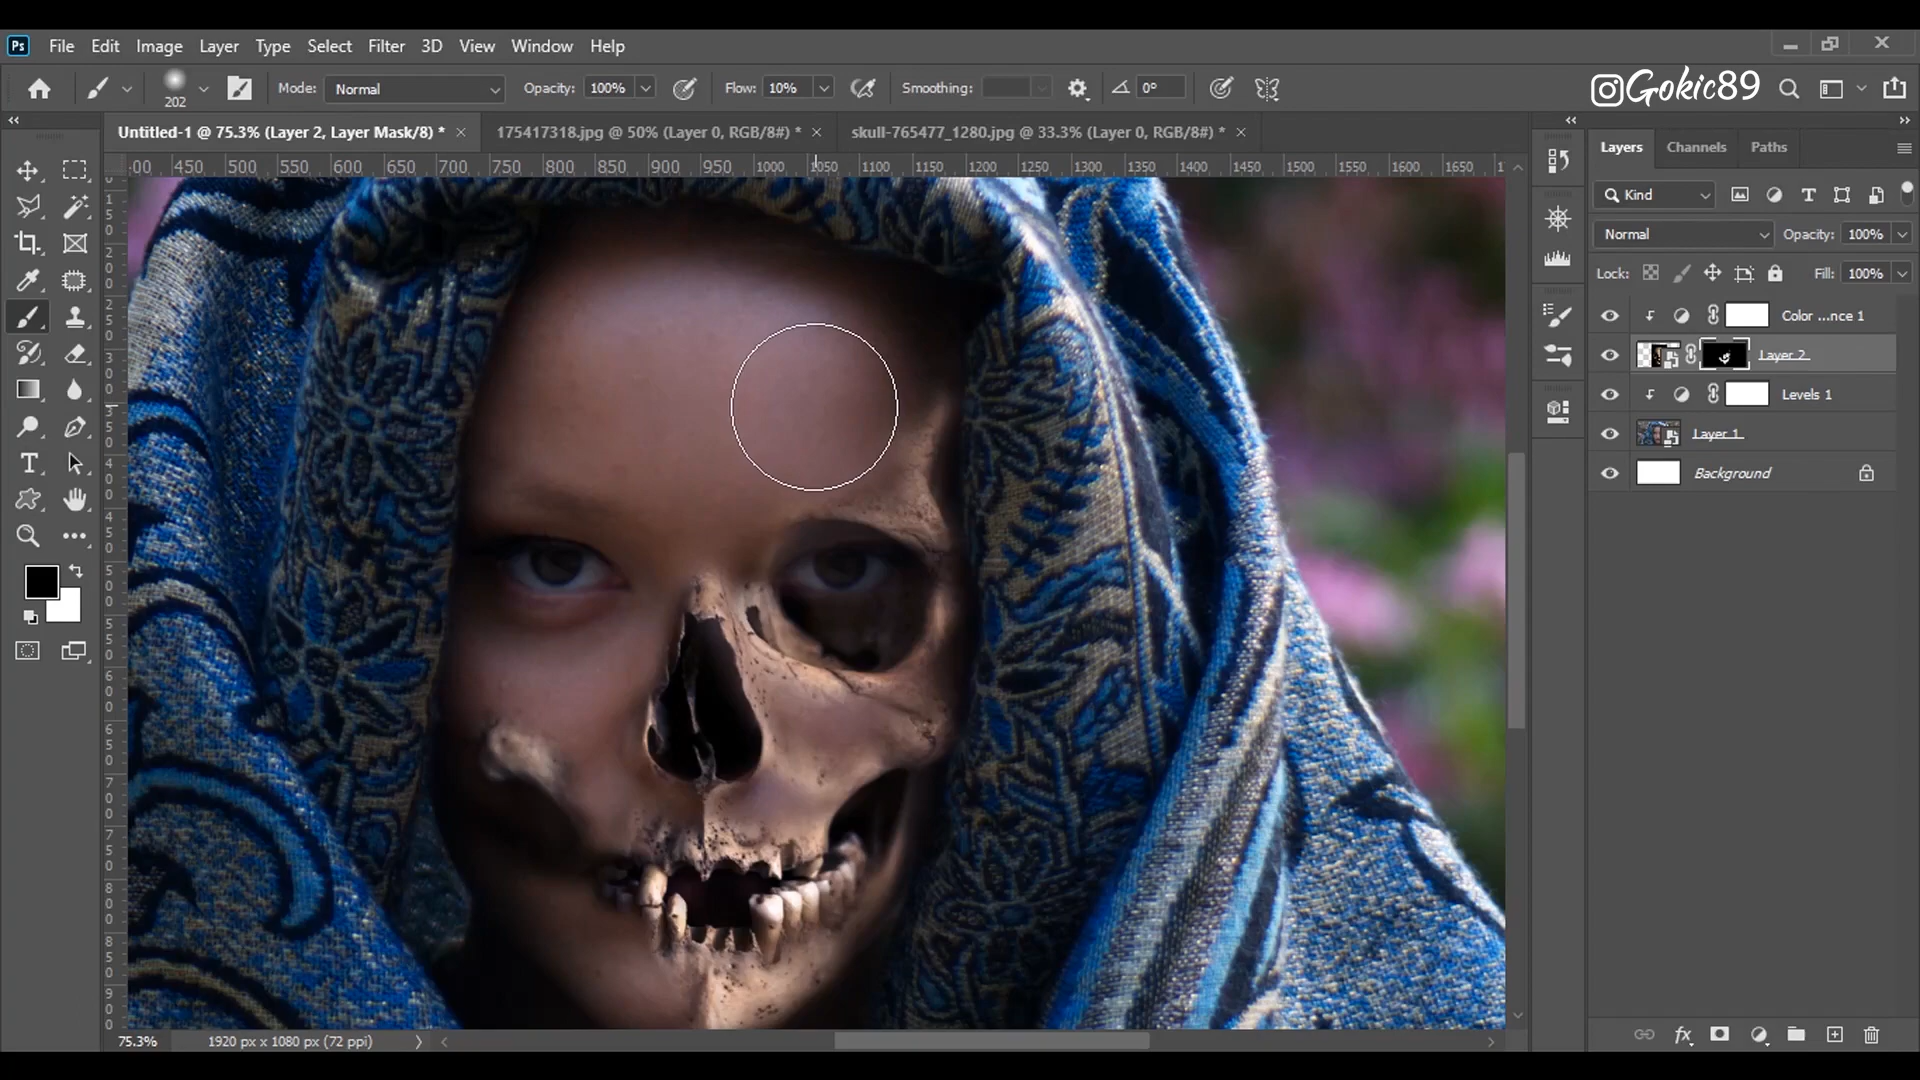 Ps File Edit Image Layer Type Select Filter 3D View Window Help
202 Mode: Normal Opacity: 100% Flow: 10% Smoothing: 0° Gokic89
Untitled-1 @ 75.3% (Layer 2, Layer Mask/8) * 175417318.jpg @ 50% (Layer 0, RGB/8#) * skull-765477_1280.jpg @ 33.3% (Layer 0, RGB/8#) *
Layers Channels Paths
400 450 500 550 600 650 700 750 800 850 900 950 1000 1050 1100 1150 1200 1250 1300 1350 1400 1450 1500 1550 1600 1650
Kind
Normal Opacity: 100%
Lock: Fill: 100%
Color ...nce 1
Layer 2
Levels 1
Layer 1
Background
75.3% 1920 px x 1080 px (72 ppi)